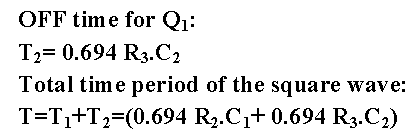 OFF time for Q₁:
T₂= 0.694 R₃.C₂
Total time period of the square wave:
T=T₁+T₂=(0.694 R₂.C₁+ 0.694 R₃.C₂)